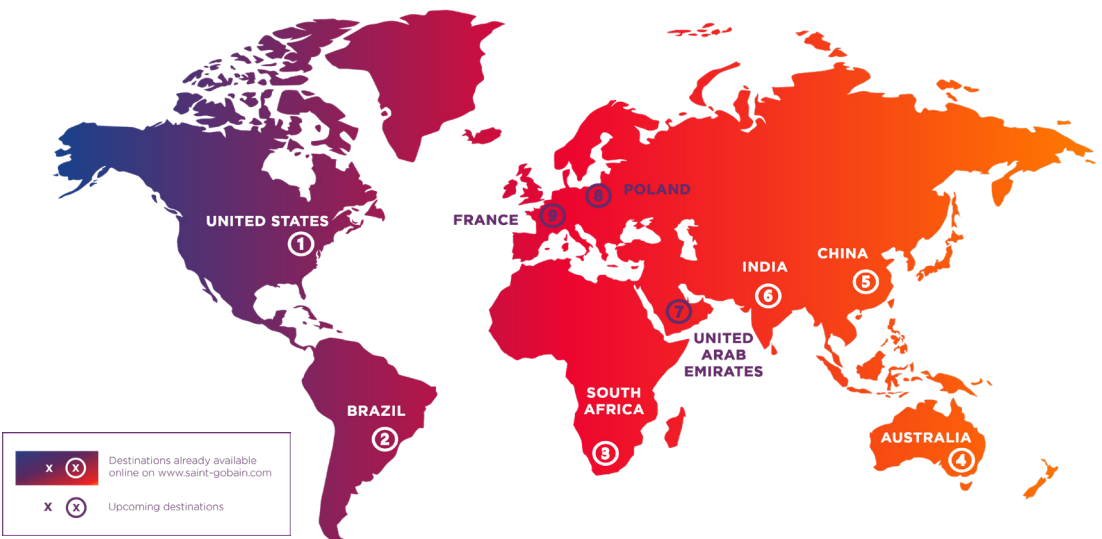 UNITED STATES
1
BRAZIL
2
FRANCE
9
8
POLAND
7
UNITED
ARAB
EMIRATES
SOUTH
AFRICA
3
INDIA
6
CHINA
5
AUSTRALIA
4
x x Destinations already available
online on www.saint-gobain.com
x x Upcoming destinations